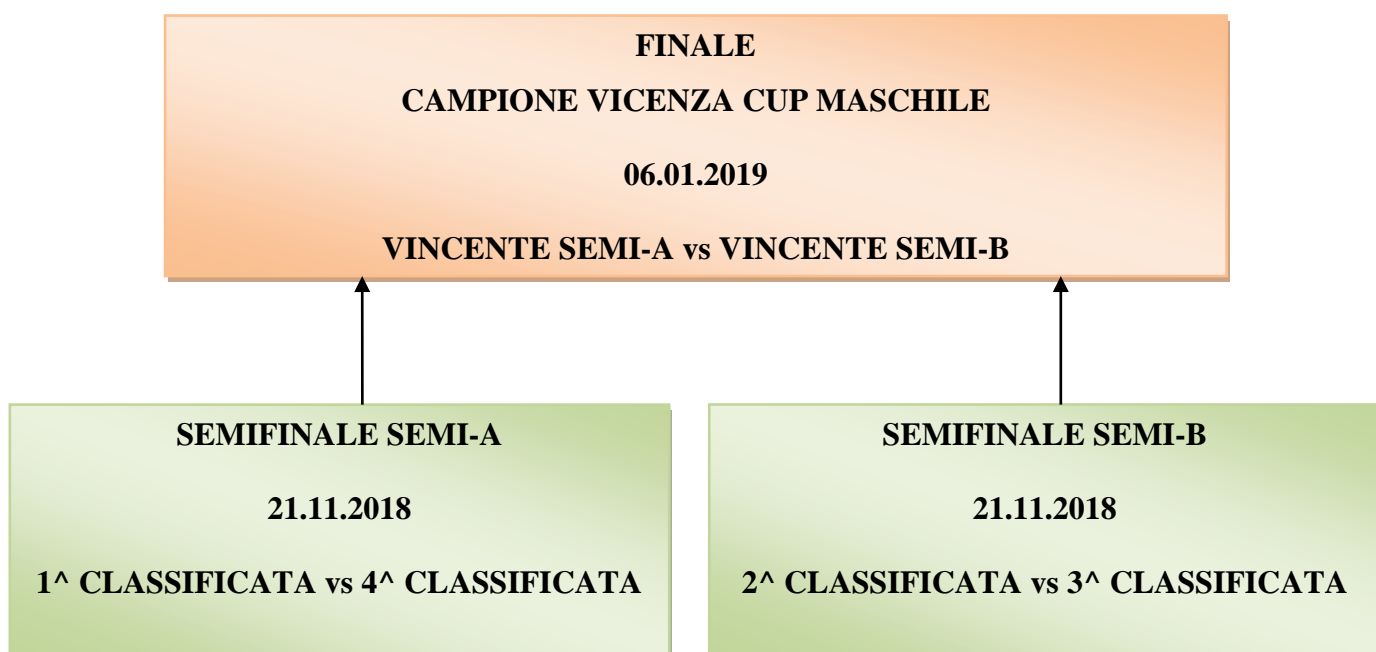 FINALE
CAMPIONE VICENZA CUP MASCHILE
06.01.2019
VINCENTE SEMI-A vs VINCENTE SEMI-B
SEMIFINALE SEMI-A
21.11.2018
1^ CLASSIFICATA vs 4^ CLASSIFICATA
SEMIFINALE SEMI-B
21.11.2018
2^ CLASSIFICATA vs 3^ CLASSIFICATA